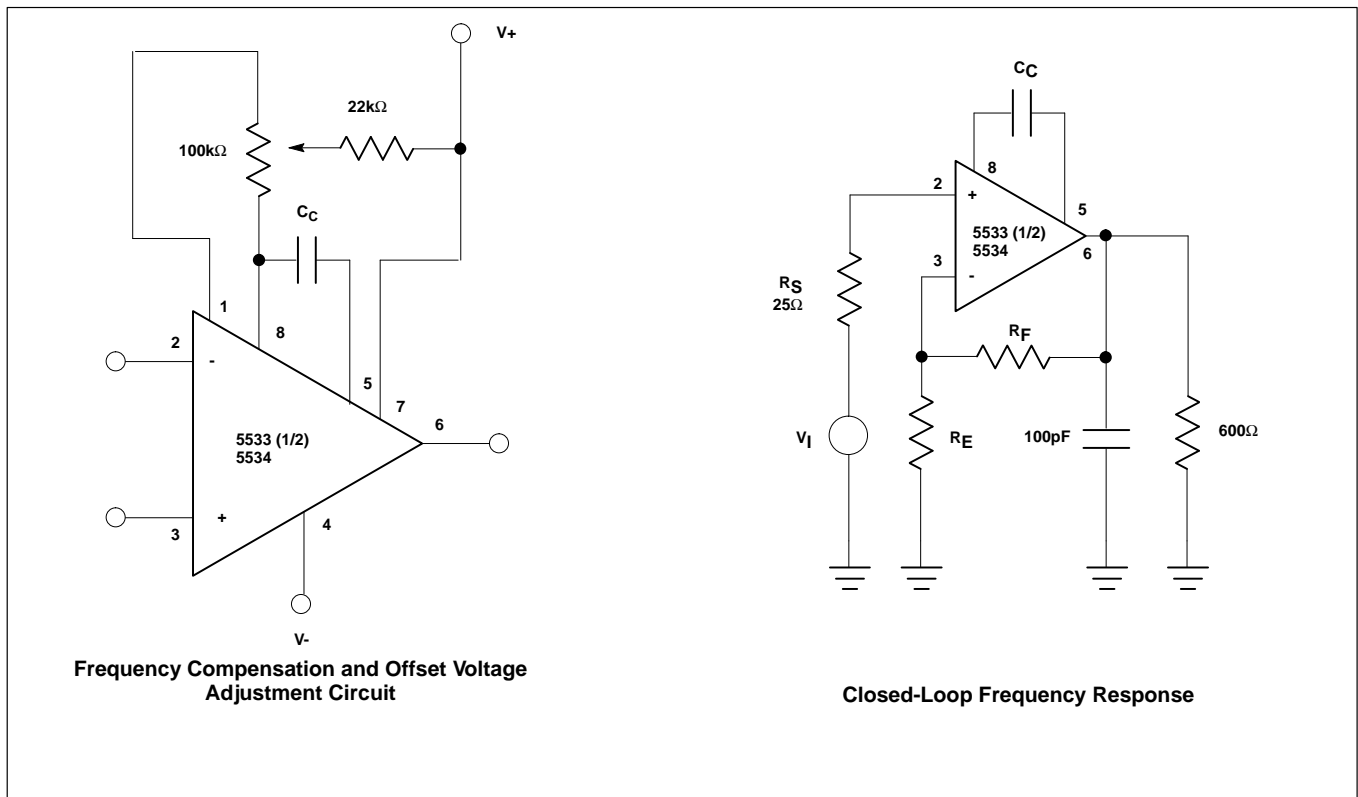 V+
22kΩ
100kΩ
CC
1
8
2
-
5
7
6
5533 (1/2)
5534
+
3
4
V-
Frequency Compensation and Offset Voltage
Adjustment Circuit
CC
8
2
+
5
5533 (1/2)
5534
6
3
-
RS
25Ω
RF
VI
RE
100pF
600Ω
Closed-Loop Frequency Response